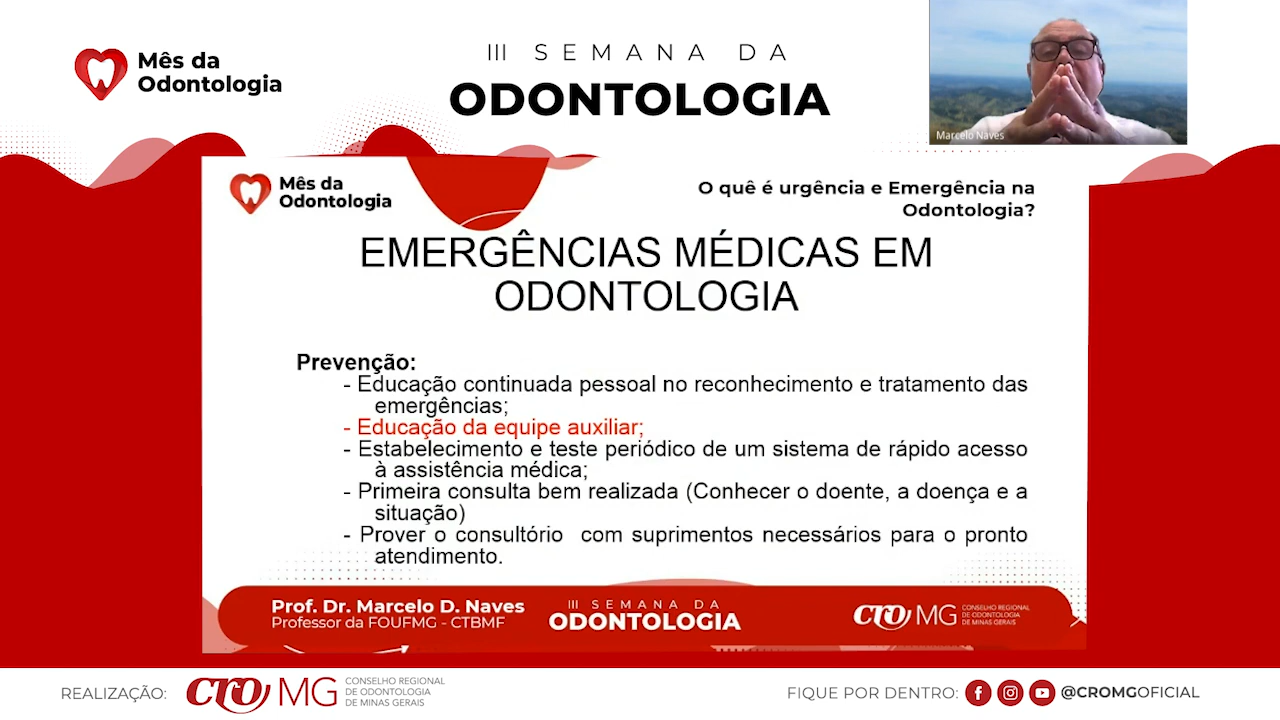 Mês da
Odontologia
III SEMANA DA
ODONTOLOGIA
Marcelo Naves
Mês da
Odontologia
O quê é urgência e Emergência na
Odontologia?
EMERGÊNCIAS MÉDICAS EM
ODONTOLOGIA
Prevenção:
- Educação continuada pessoal no reconhecimento e tratamento das
emergências;
- Educação da equipe auxiliar;
- Estabelecimento e teste periódico de um sistema de rápido acesso
à assistência médica;
- Primeira consulta bem realizada (Conhecer o doente, a doença e a
situação)
- Prover o consultório com suprimentos necessários para o pronto
atendimento.
Prof. Dr. Marcelo D. Naves
Professor da FOUFMG - CTBMF
III SEMANA DA
ODONTOLOGIA
CRO MG
CONSELHO REGIONAL
DE ODONTOLOGIA
DE MINAS GERAIS
REALIZAÇÃO:
CRO MG
CONSELHO REGIONAL
DE ODONTOLOGIA
DE MINAS GERAIS
FIQUE POR DENTRO:
@CROMGOFICIAL